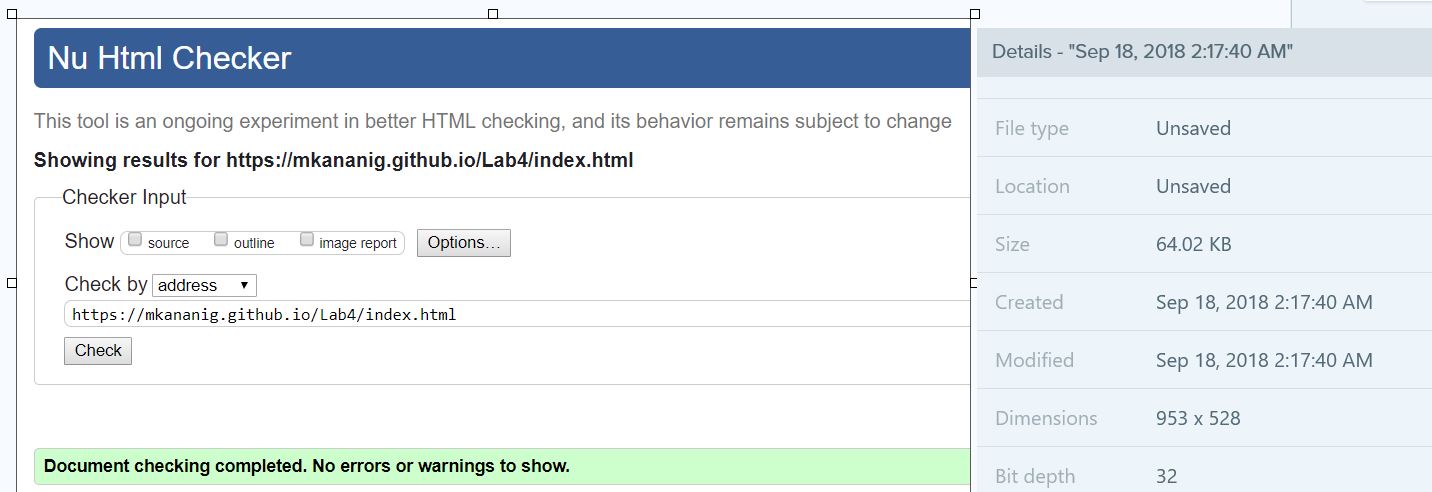 Nu Html Checker
This tool is an ongoing experiment in better HTML checking, and its behavior remains subject to change
Showing results for https://mkananig.github.io/Lab4/index.html
Checker Input
Show source outline image report Options...
Check by address
https://mkananig.github.io/Lab4/index.html
Check
Document checking completed. No errors or warnings to show.
Details - "Sep 18, 2018 2:17:40 AM"
File type Unsaved
Location Unsaved
Size 64.02 KB
Created Sep 18, 2018 2:17:40 AM
Modified Sep 18, 2018 2:17:40 AM
Dimensions 953 x 528
Bit depth 32